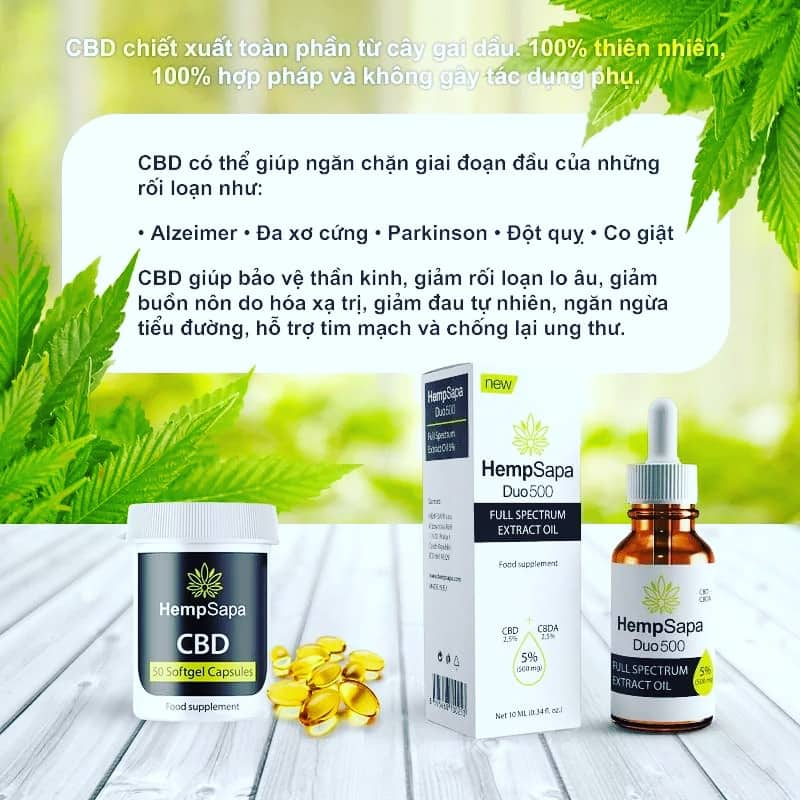 CBD chiết xuất toàn phần từ cây gai dầu. 100% thiên nhiên,
100% hợp pháp và không gây tác dụng phụ.
CBD có thể giúp ngăn chặn giai đoạn đầu của những
rối loạn như:
• Alzeimer • Đa xơ cứng • Parkinson • Đột quỵ • Co giật
CBD giúp bảo vệ thần kinh, giảm rối loạn lo âu, giảm
buồn nôn do hóa xạ trị, giảm đau tự nhiên, ngăn ngừa
tiểu đường, hỗ trợ tim mạch và chống lại ung thư.
HempSapa
CBD
50 Softgel Capsules
Food supplement
HempSapa
Duo500
Full Spectrum
Extract Oil 5%
new
HempSapa
Duo500
FULL SPECTRUM
EXTRACT OIL
Food supplement
+
CBD
2,5%
CBDA
2,5%
5%
(500 mg)
Net 10 ML (0.34 fl. oz.)
HempSapa
Duo500
FULL SPECTRUM
EXTRACT OIL
5%
(500 mg)